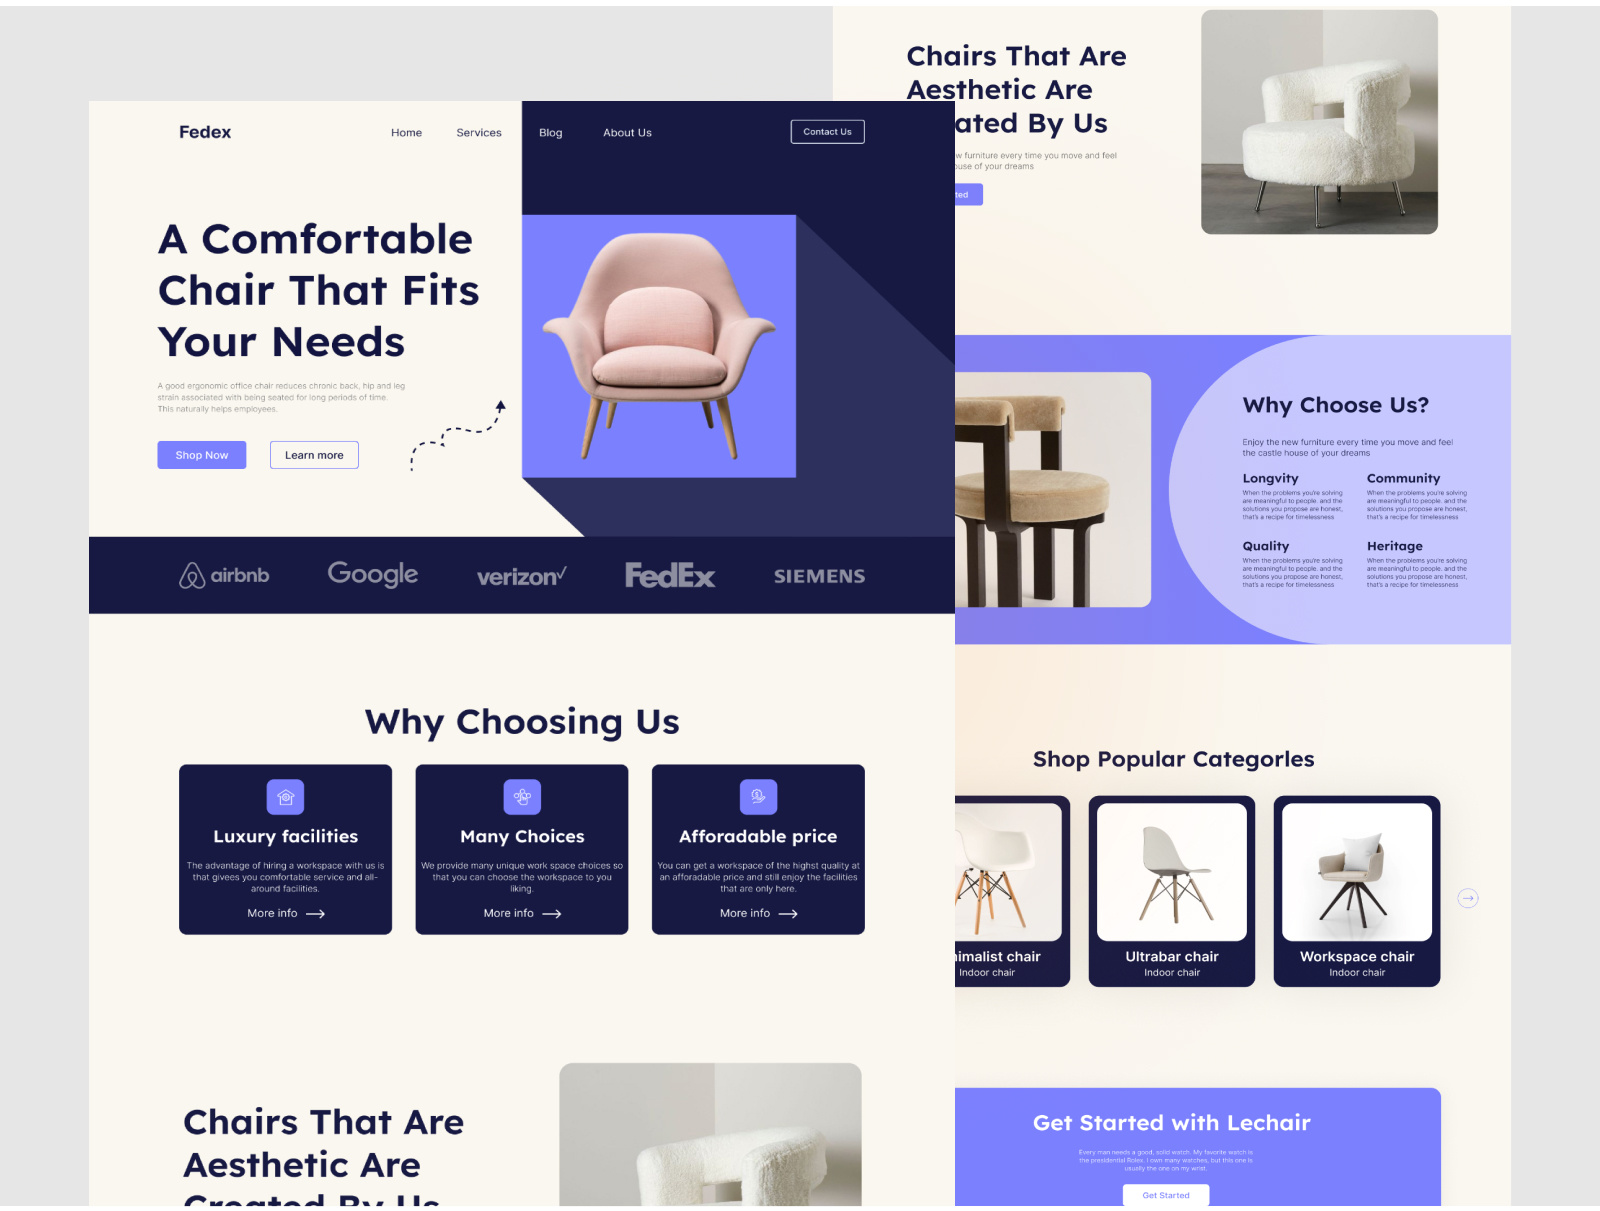 Fedex
Home
Services
Blog
About Us
Contact Us
A Comfortable
Chair That Fits
Your Needs
A good ergonomic office chair reduces chronic back, hip and leg
strain associated with being seated for long periods of time.
This naturally helps employees.
Shop Now
Learn more
airbnb
Google
verizon✓
FedEx
SIEMENS
Why Choosing Us
Luxury facilities
The advantage of hiring a workspace with us is
that givees you comfortable service and all-
around facilities.
More info
Many Choices
We provide many unique work space choices so
that you can choose the workspace to you
liking.
More info
Afforadable price
You can get a workspace of the highst quality at
an afforadable price and still enjoy the facilities
that are only here.
More info
Chairs That Are
Aesthetic Are
Created By Us
Chairs That Are
Aesthetic Are
ated By Us
w furniture every time you move and feel
ouse of your dreams
ted
Why Choose Us?
Enjoy the new furniture every time you move and feel
the castle house of your dreams
Longvity
When the problems you're solving
are meaningful to people. and the
solutions you propose are honest,
that's a recipe for timelessness
Community
When the problems you're solving
are meaningful to people. and the
solutions you propose are honest,
that's a recipe for timelessness
Quality
When the problems you're solving
are meaningful to people. and the
solutions you propose are honest,
that's a recipe for timelessness
Heritage
When the problems you're solving
are meaningful to people. and the
solutions you propose are honest,
that's a recipe for timelessness
Shop Popular Categorles
nimalist chair
Indoor chair
Ultrabar chair
Indoor chair
Workspace chair
Indoor chair
Get Started with Lechair
Every man needs a good, solid watch. My favorite watch is
the presidential Rolex. I own many watches, but this one is
usually the one on my wrist.
Get Started